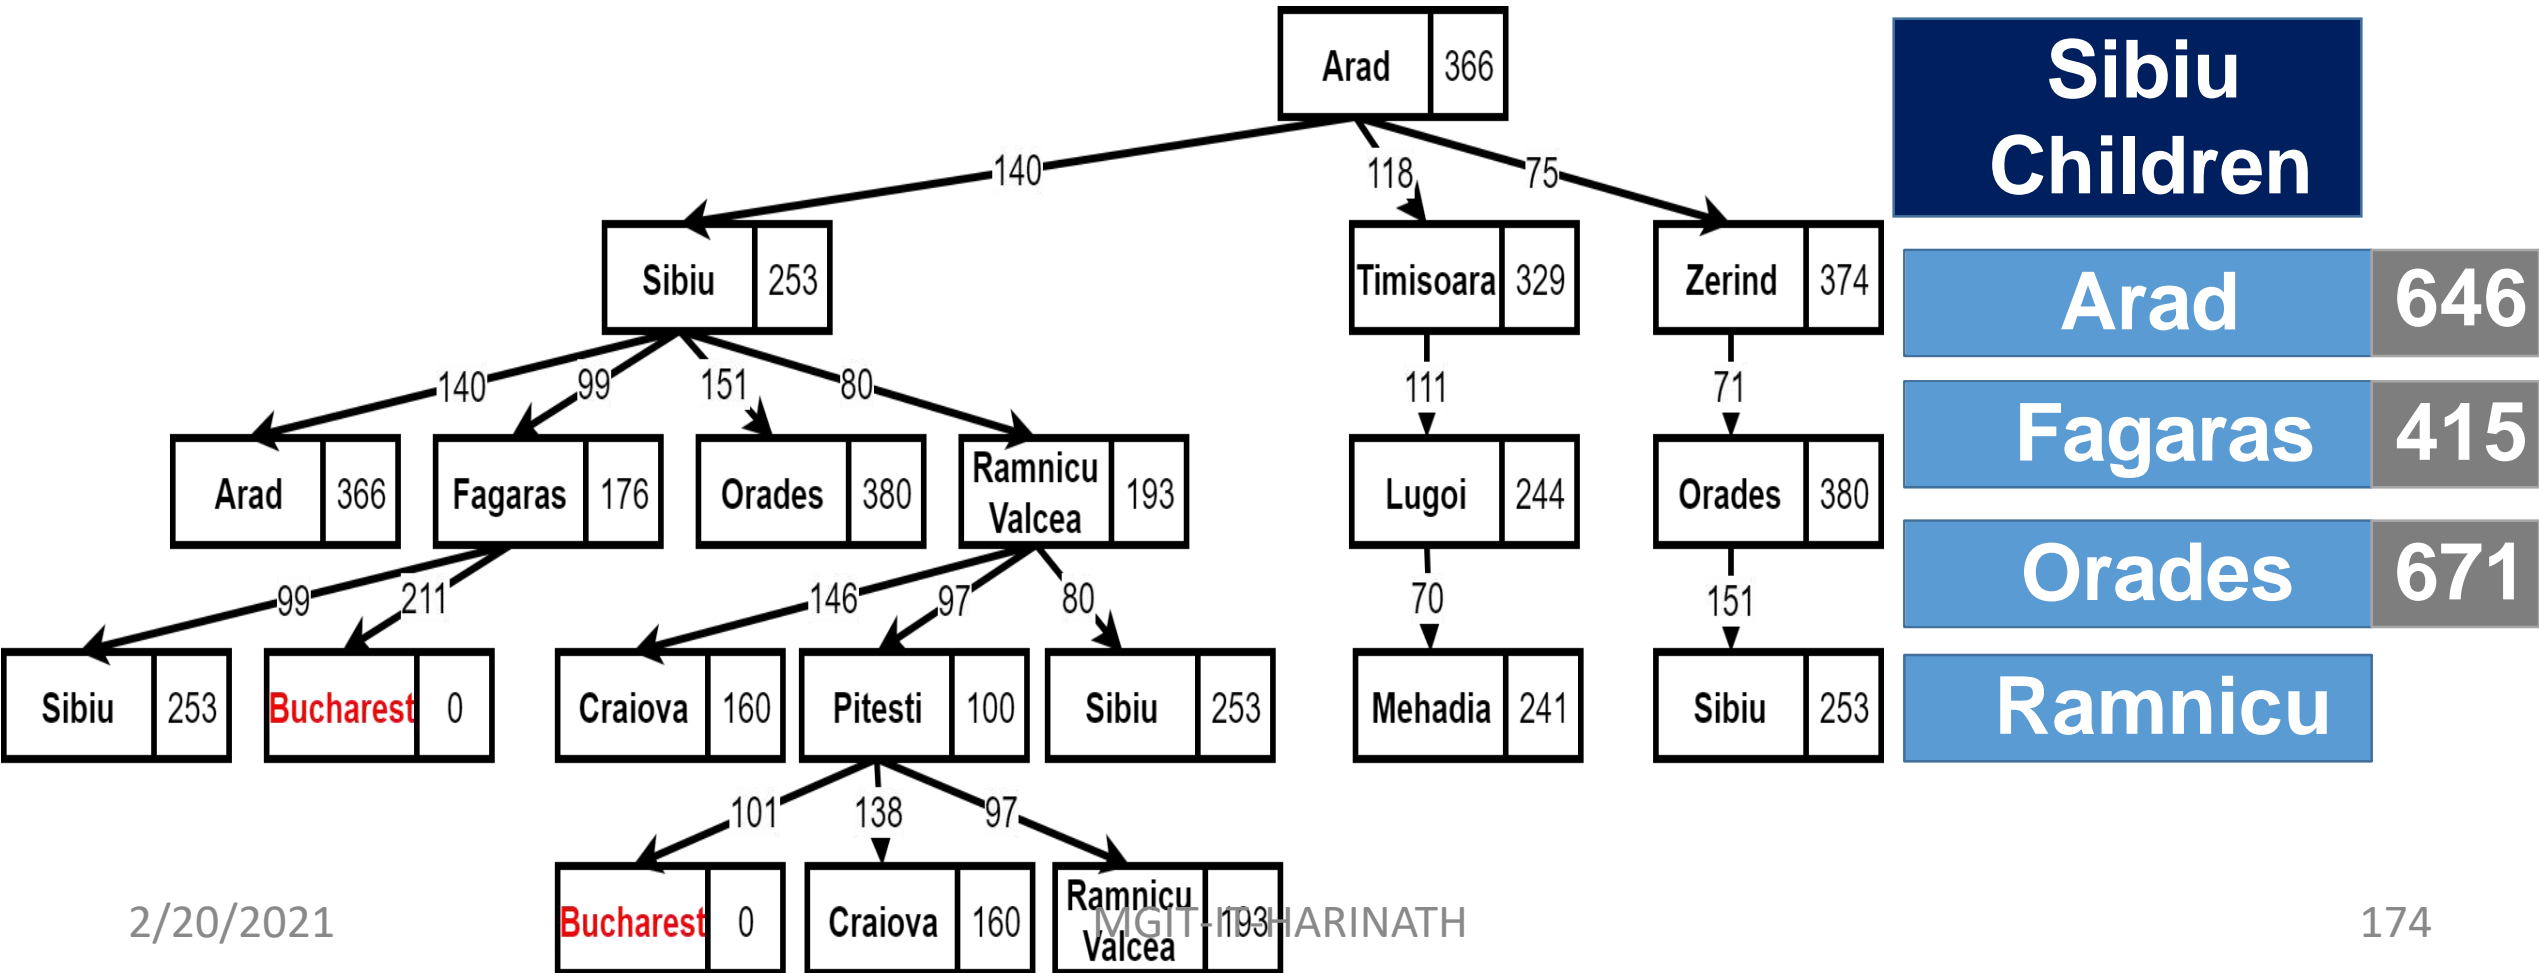 Arad 366
Sibiu
Children
140 118 75
Sibiu 253 Timisoara 329 Zerind 374
Arad 646
140 99 151 80 111 71
Fagaras 415
Arad 366 Fagaras 176 Orades 380 Ramnicu
Valcea 193 Lugoi 244 Orades 380
Orades 671
99 211 146 97 80 70 151
Sibiu 253 Bucharest 0 Craiova 160 Pitesti 100 Sibiu 253 Mehadia 241 Sibiu 253
Ramnicu
101 138 97
Bucharest 0 Craiova 160 Ramnicu
Valcea 193
2/20/2021 MGIT-IT-HARINATH 174